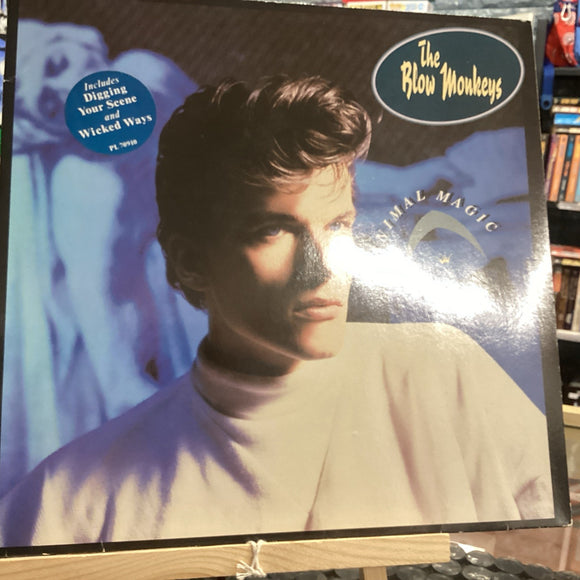 The
Blow Monkeys
Includes
Digging
Your Scene
and
Wicked Ways
PL 70910
IMAL MAGIC